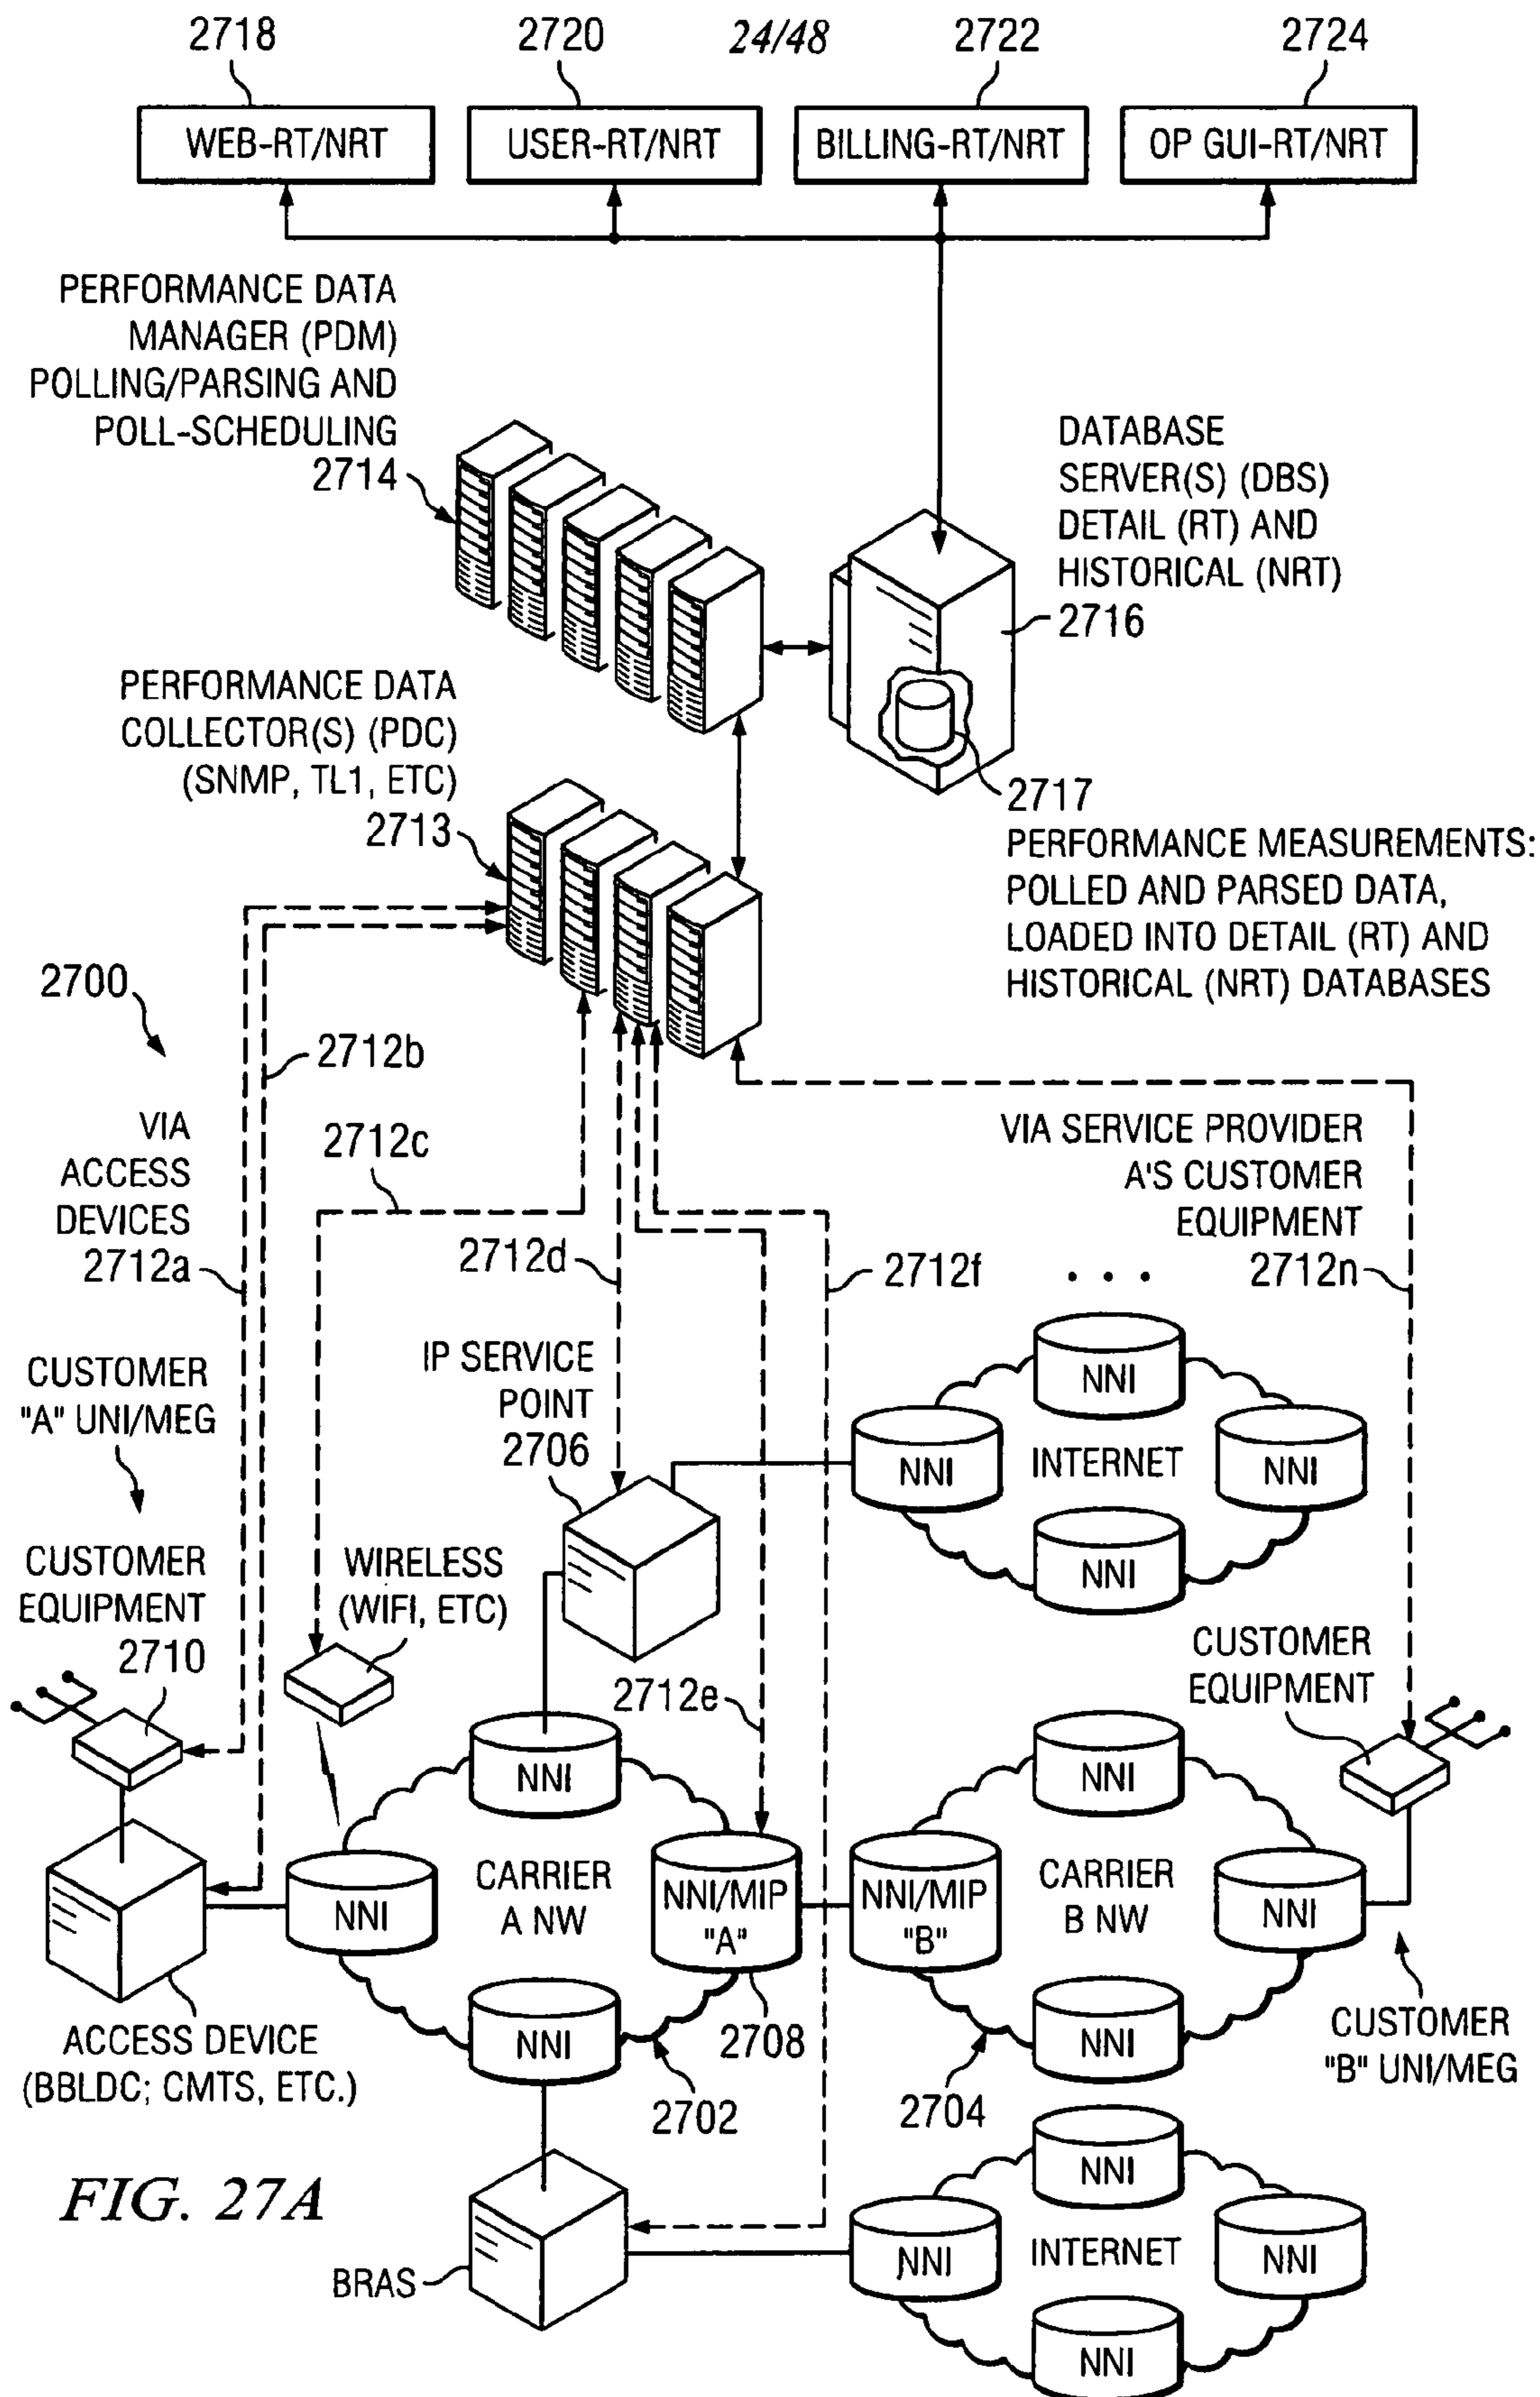 2718
2720
24/48
2722
2724
WEB-RT/NRT
USER-RT/NRT
BILLING-RT/NRT
OP GUI-RT/NRT
PERFORMANCE DATA
MANAGER (PDM)
POLLING/PARSING AND
POLL-SCHEDULING
2714
DATABASE
SERVER(S) (DBS)
DETAIL (RT) AND
HISTORICAL (NRT)
2716
PERFORMANCE DATA
COLLECTOR(S) (PDC)
(SNMP, TL1, ETC)
2713
2717
PERFORMANCE MEASUREMENTS:
POLLED AND PARSED DATA,
LOADED INTO DETAIL (RT) AND
HISTORICAL (NRT) DATABASES
2700
2712b
VIA
ACCESS
DEVICES
2712a
2712c
2712d
VIA SERVICE PROVIDER
A'S CUSTOMER
EQUIPMENT
2712n
2712f
. . .
CUSTOMER
"A" UNI/MEG
IP SERVICE
POINT
2706
NNI
NNI
INTERNET
NNI
NNI
CUSTOMER
EQUIPMENT
2710
WIRELESS
(WIFI, ETC)
2712e
CUSTOMER
EQUIPMENT
NNI
NNI
NNI
CARRIER
A NW
NNI/MIP
"A"
NNI/MIP
"B"
CARRIER
B NW
NNI
NNI
NNI
2708
2702
2704
ACCESS DEVICE
(BBLDC; CMTS, ETC.)
CUSTOMER
"B" UNI/MEG
FIG. 27A
BRAS
NNI
NNI
INTERNET
NNI
NNI